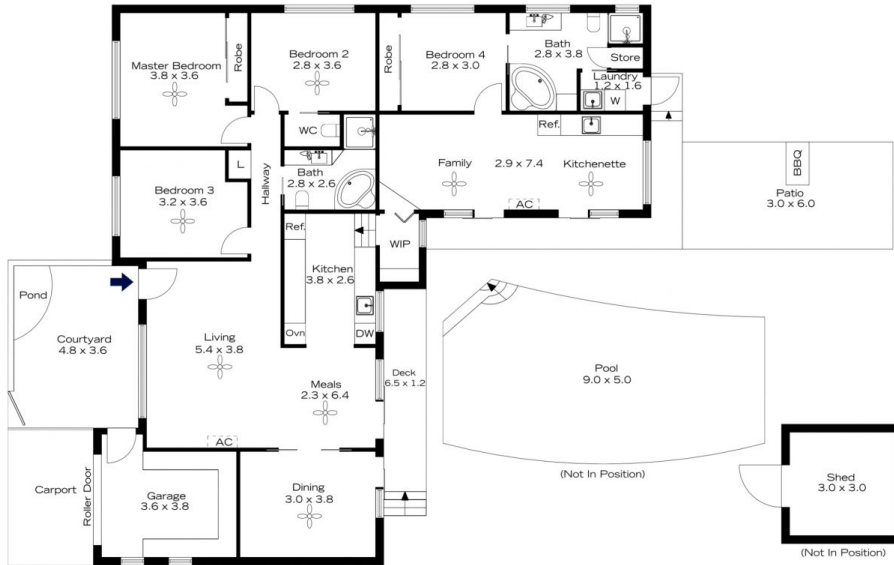 Master Bedroom
3.8 x 3.6
Robe
Bedroom 2
2.8 x 3.6
Robe
Bedroom 4
2.8 x 3.0
Bath
2.8 x 3.8
Store
Laundry
1.2 x 1.6
W
WC
Ref.
L
Hallway
Bath
2.8 x 2.6
Family
2.9 x 7.4
Kitchenette
AC
BBQ
Patio
3.0 x 6.0
Bedroom 3
3.2 x 3.6
Ref.
WIP
Kitchen
3.8 x 2.6
Pond
Courtyard
4.8 x 3.6
Living
5.4 x 3.8
Ovn
DW
Deck
6.5 x 1.2
Pool
9.0 x 5.0
Meals
2.3 x 6.4
AC
(Not In Position)
Carport
Roller Door
Garage
3.6 x 3.8
Dining
3.0 x 3.8
Shed
3.0 x 3.0
(Not In Position)